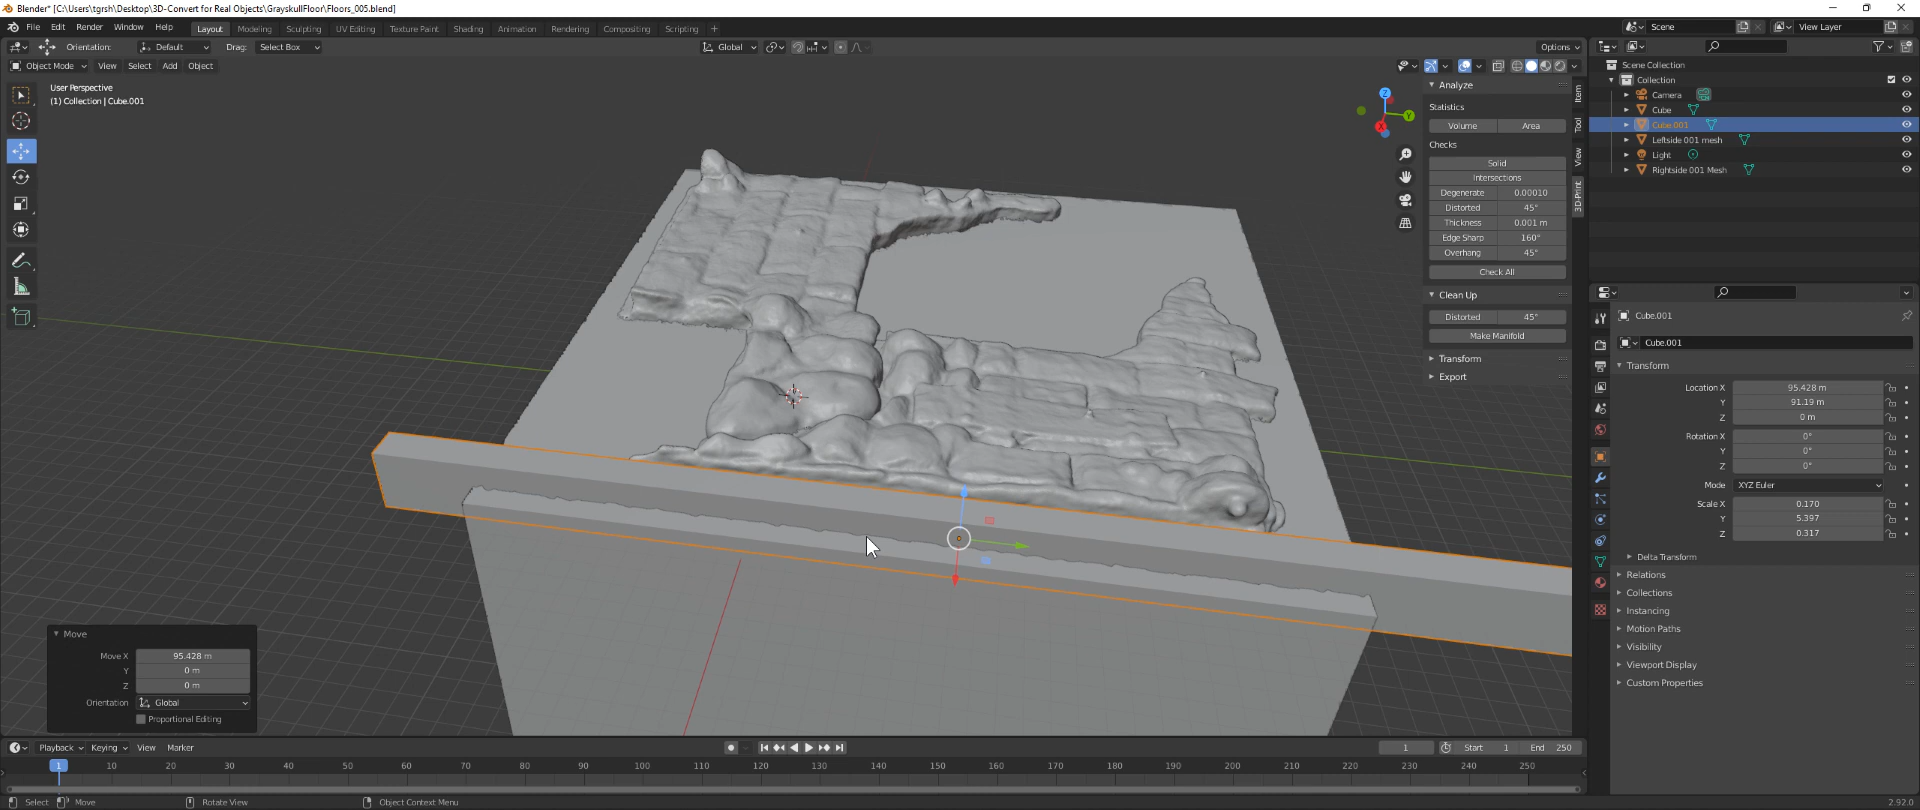 Blender* [C:\Users\tgrsh\Desktop\3D-Convert for Real Objects\GrayskullFloor\Floors_005.blend]
File Edit Render Window Help Layout Modeling Sculpting UV Editing Texture Paint Shading Animation Rendering Compositing Scripting + Scene View Layer
Orientation: Default Drag: Select Box Global Options
Object Mode View Select Add Object
User Perspective
(1) Collection | Cube.001
Z
Y
X
Item
Tool
View
3D-Print
Analyze
Statistics
Volume Area
Checks
Solid
Intersections
Degenerate 0.00010
Distorted 45°
Thickness 0.001 m
Edge Sharp 160°
Overhang 45°
Check All
Clean Up
Distorted 45°
Make Manifold
Transform
Export
Scene Collection
Collection
Camera
Cube
Cube.001
Leftside 001 mesh
Light
Rightside 001 Mesh
Cube.001
Cube.001
Transform
Location X 95.428 m
Y 91.19 m
Z 0 m
Rotation X 0°
Y 0°
Z 0°
Mode XYZ Euler
Scale X 0.170
Y 5.397
Z 0.317
Delta Transform
Relations
Collections
Instancing
Motion Paths
Visibility
Viewport Display
Custom Properties
Move
Move X 95.428 m
Y 0 m
Z 0 m
Orientation Global
Proportional Editing
Playback Keying View Marker 1 Start 1 End 250
1 10 20 30 40 50 60 70 80 90 100 110 120 130 140 150 160 170 180 190 200 210 220 230 240 250
Select Move Rotate View Object Context Menu 2.92.0